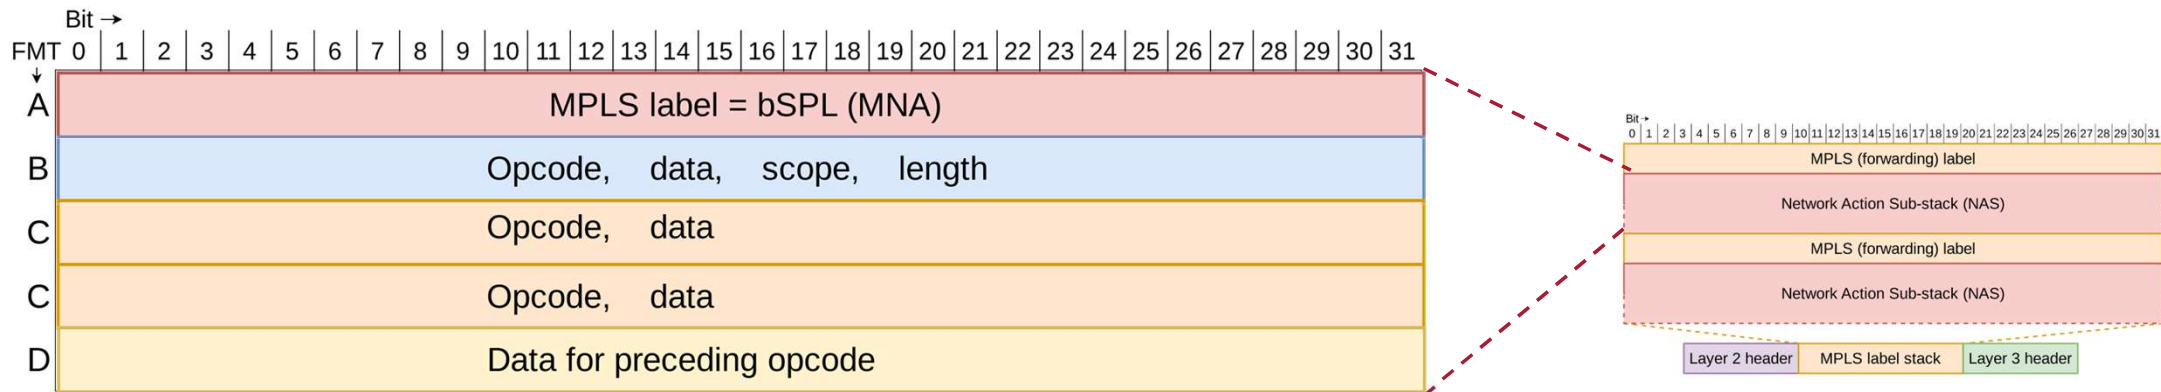 Bit →
FMT 0 1 2 3 4 5 6 7 8 9 10 11 12 13 14 15 16 17 18 19 20 21 22 23 24 25 26 27 28 29 30 31
A MPLS label = bSPL (MNA)
B Opcode, data, scope, length
C Opcode, data
C Opcode, data
D Data for preceding opcode
Bit→
0 1 2 3 4 5 6 7 8 9 10 11 12 13 14 15 16 17 18 19 20 21 22 23 24 25 26 27 28 29 30 31
MPLS (forwarding) label
Network Action Sub-stack (NAS)
MPLS (forwarding) label
Network Action Sub-stack (NAS)
Layer 2 header MPLS label stack Layer 3 header